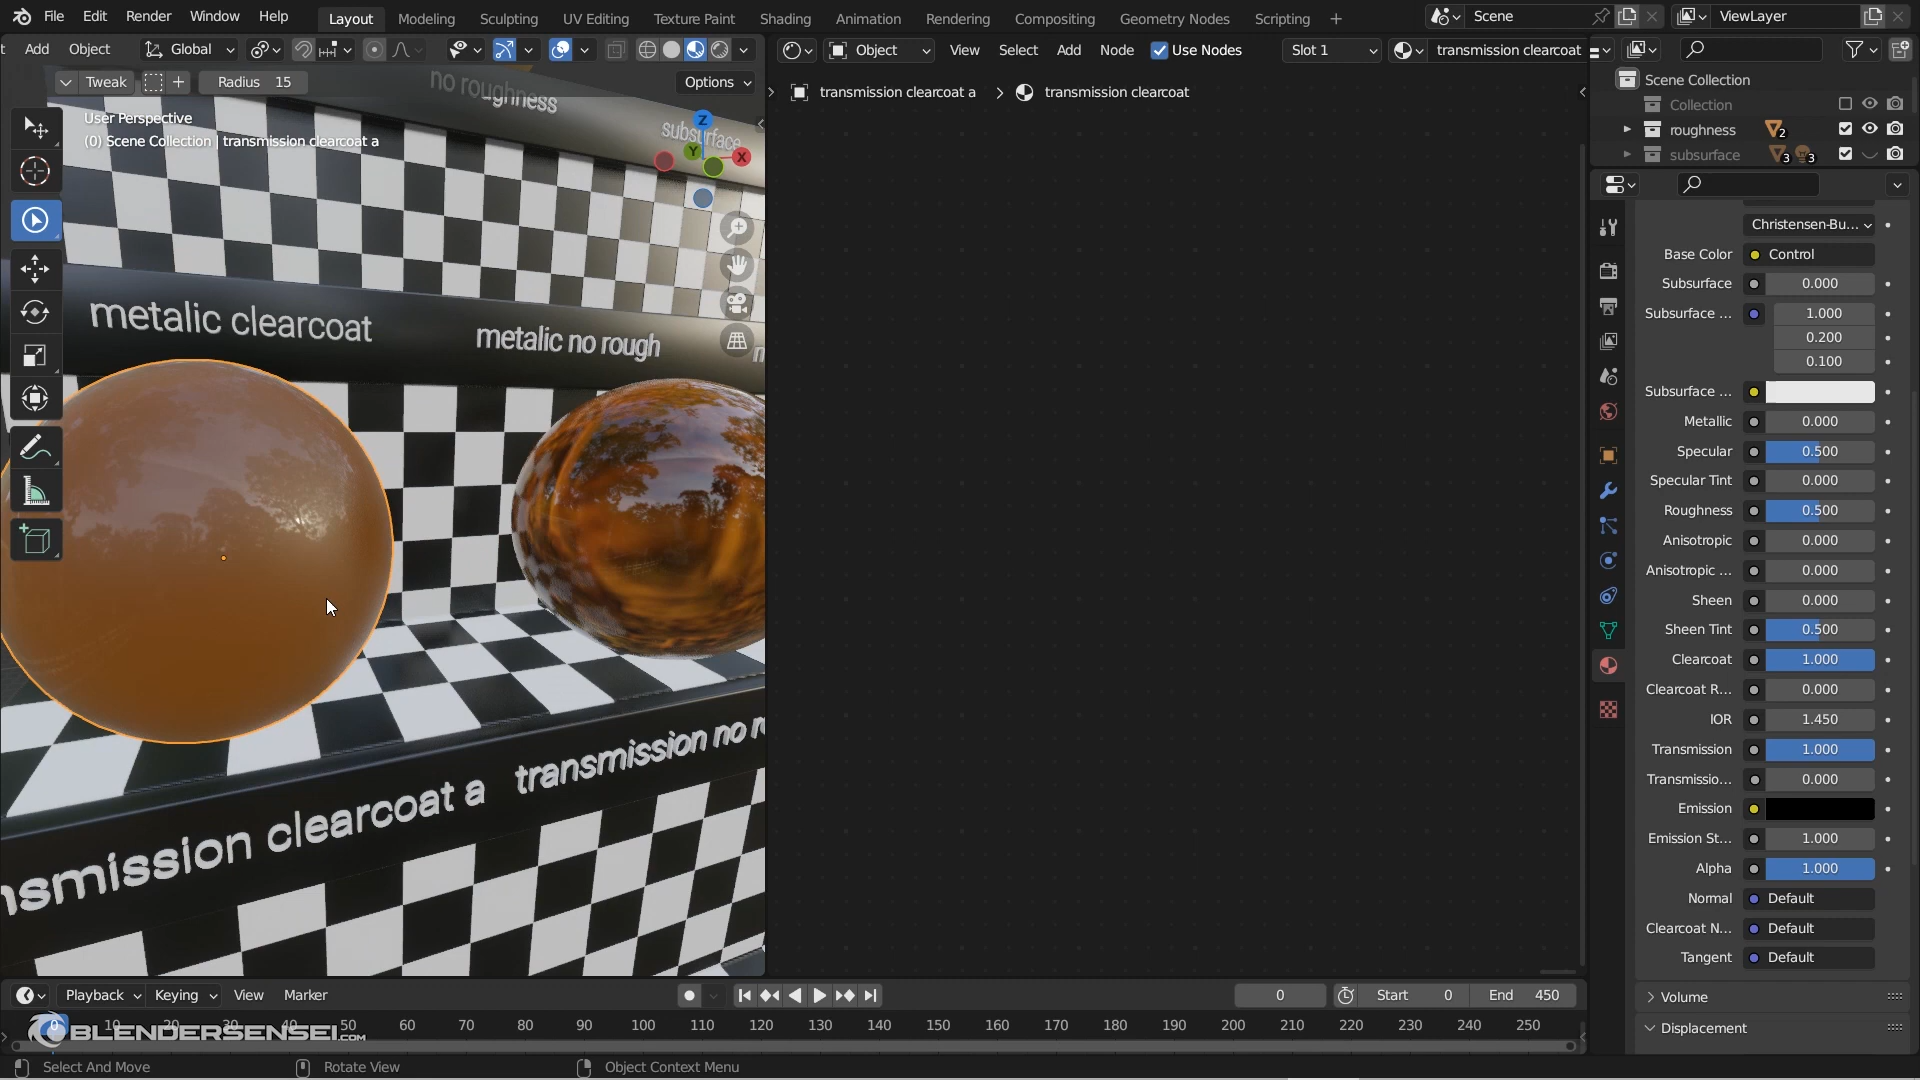 File Edit Render Window Help Layout Modeling Sculpting UV Editing Texture Paint Shading Animation Rendering Compositing Geometry Nodes Scripting + Scene ViewLayer
Add Object Global Object View Select Add Node Use Nodes Slot 1 transmission clearcoat
Tweak Radius 15 Options
transmission clearcoat a > transmission clearcoat
User Perspective
(0) Scene Collection | transmission clearcoat a
Scene Collection
Collection
roughness 2
subsurface 3 3
no roughness
subsurface
Z
Y
X
metalic clearcoat
metalic no rough
nsmission clearcoat a
transmission no r
Christensen-Bu...
Base Color Control
Subsurface 0.000
Subsurface ... 1.000
0.200
0.100
Subsurface ...
Metallic 0.000
Specular 0.500
Specular Tint 0.000
Roughness 0.500
Anisotropic 0.000
Anisotropic ... 0.000
Sheen 0.000
Sheen Tint 0.500
Clearcoat 1.000
Clearcoat R... 0.000
IOR 1.450
Transmission 1.000
Transmissio... 0.000
Emission
Emission St... 1.000
Alpha 1.000
Normal Default
Clearcoat N... Default
Tangent Default
Volume
Displacement
Playback Keying View Marker 0 Start 0 End 450
0 10 20 30 40 50 60 70 80 90 100 110 120 130 140 150 160 170 180 190 200 210 220 230 240 250
BLENDERSENSEI.COM
Select And Move Rotate View Object Context Menu